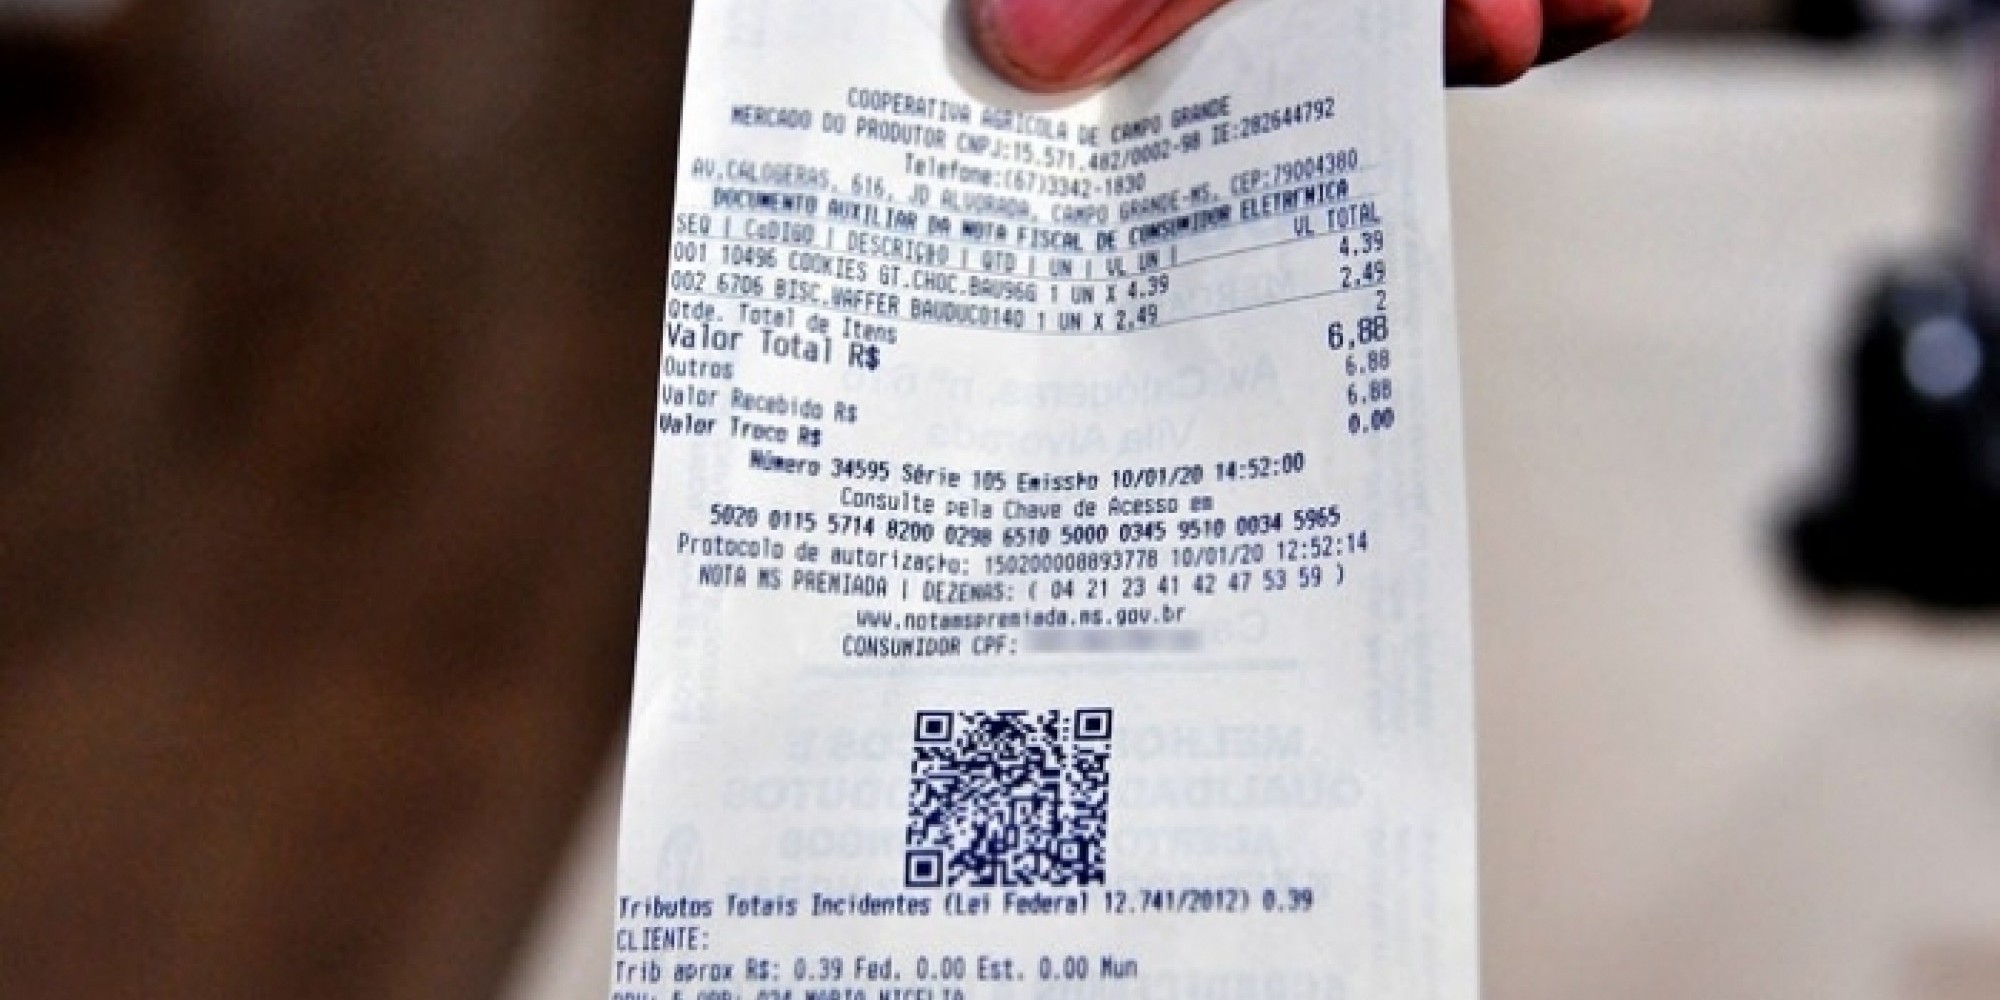 COOPERATIVA AGRICOLA DE CAMPO GRANDE
MERCADO DO PRODUTOR CNPJ:15.571.482/0002-98 IE:282644792
Telefone:(67)3342-1830
AV.CALOGERAS, 616, JD ALVORADA, CAMPO GRANDE-MS, CEP:79004380
DOCUMENTO AUXILIAR DA NOTA FISCAL DE CONSUMIDOR ELETRNICA
SEQ | CoDIGO | DESCRIÇÃO | QTD | UN | VL UN | VL TOTAL
001 10496 COOKIES GT.CHOC.BAU96G 1 UN X 4.39 4.39
002 6706 BISC.WAFFER BAUDUCO140 1 UN X 2.49 2.49
Qtde. Total de Itens 2
Valor Total R$ 6,88
Outros 6.88
Valor Recebido R$ 6.88
Valor Troco R$ 0.00
Número 34595 Série 105 Emissão 10/01/20 14:52:00
Consulte pela Chave de Acesso em
5020 0115 5714 8200 0298 6510 5000 0345 9510 0034 5965
Protocolo de autorização: 150200008893778 10/01/20 12:52:14
NOTA MS PREMIADA | DEZENAS: ( 04 21 23 41 42 47 53 59 )
www.notamspremiada.ms.gov.br
CONSUMIDOR CPF:
Tributos Totais Incidentes (Lei Federal 12.741/2012) 0.39
CLIENTE:
Trib aprox R$: 0.39 Fed. 0.00 Est. 0.00 Mun